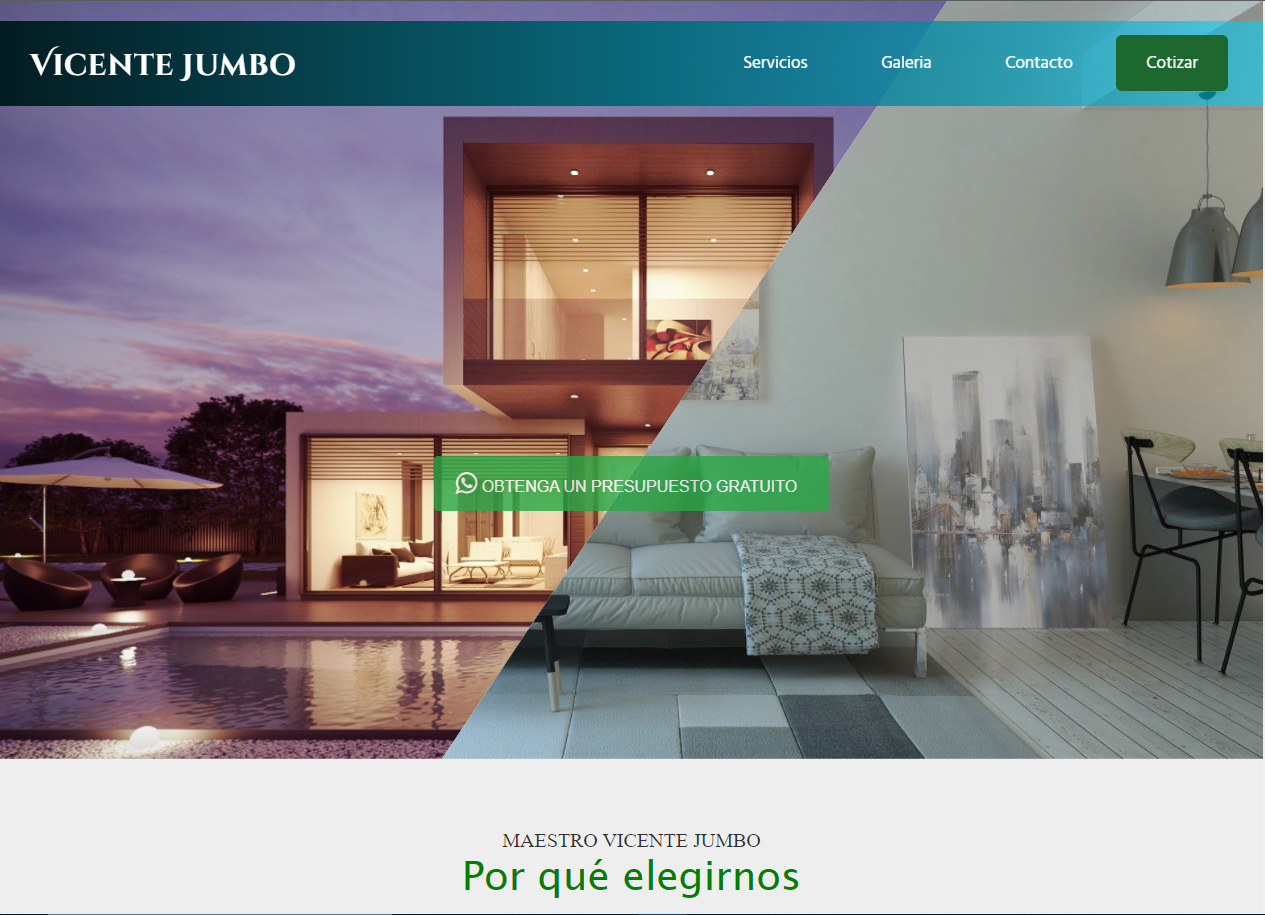 VICENTE JUMBO
Servicios
Galeria
Contacto
Cotizar
OBTENGA UN PRESUPUESTO GRATUITO
MAESTRO VICENTE JUMBO
Por qué elegirnos